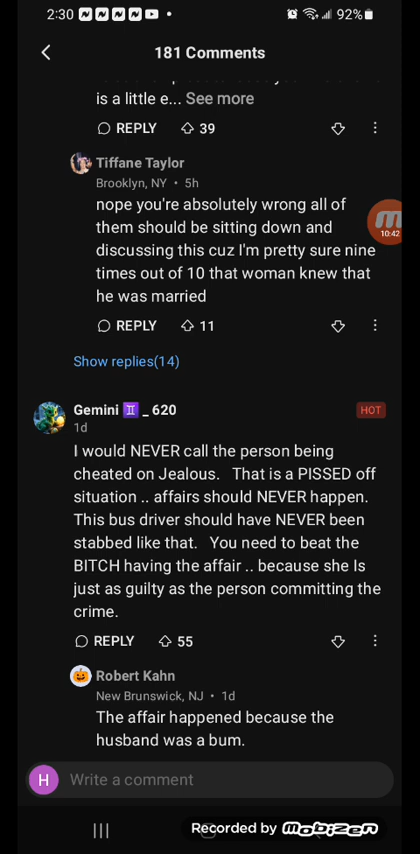 2:30
92%
181 Comments
is a little e... See more
REPLY 39
Tiffane Taylor
Brooklyn, NY • 5h
nope you're absolutely wrong all of
them should be sitting down and
discussing this cuz I'm pretty sure nine
times out of 10 that woman knew that
he was married
10:42
REPLY 11
Show replies(14)
Gemini ♊ _ 620
HOT
1d
I would NEVER call the person being
cheated on Jealous. That is a PISSED off
situation .. affairs should NEVER happen.
This bus driver should have NEVER been
stabbed like that. You need to beat the
BITCH having the affair .. because she Is
just as guilty as the person committing the
crime.
REPLY 55
Robert Kahn
New Brunswick, NJ • 1d
The affair happened because the
husband was a bum.
H
Write a comment
Recorded by mobizen